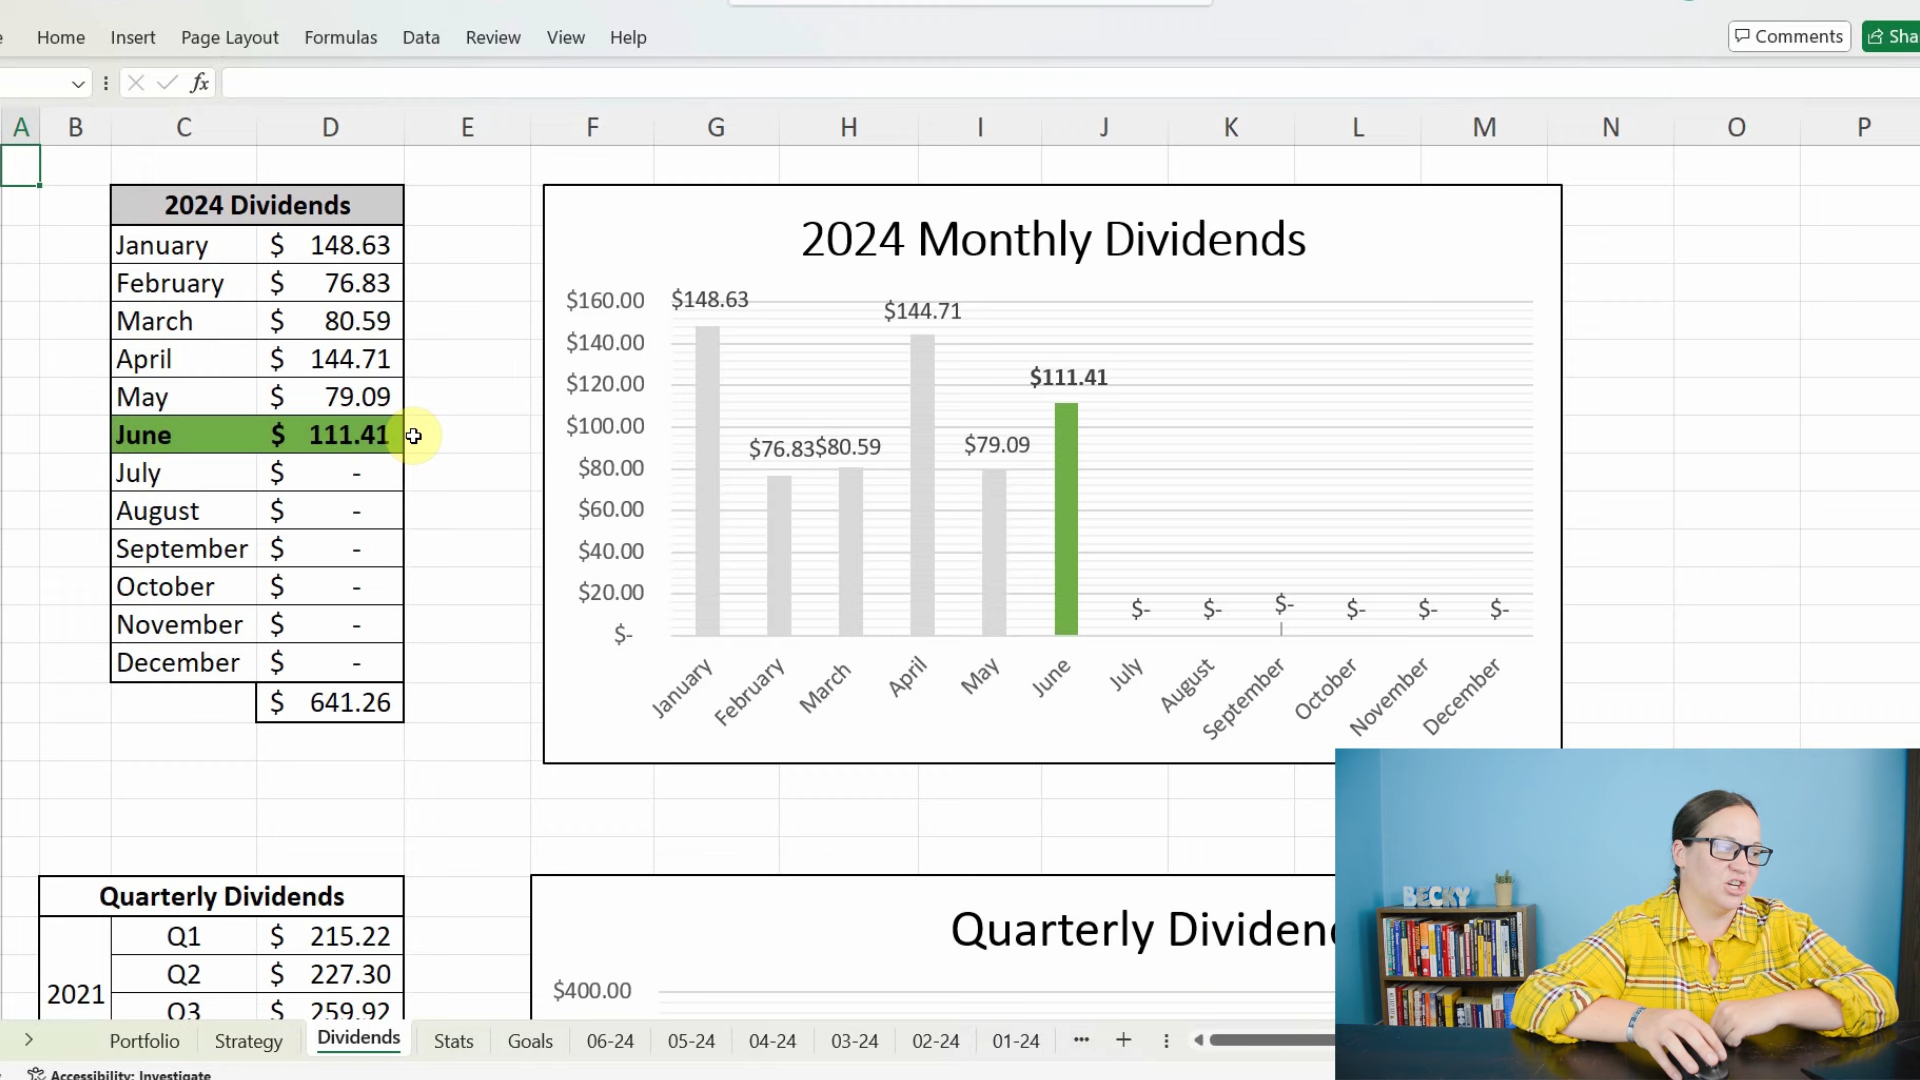 Home Insert Page Layout Formulas Data Review View Help Comments
fx
A B C D E F G H I J K L M N O P
2024 Dividends
January $ 148.63
February $ 76.83
March $ 80.59
April $ 144.71
May $ 79.09
June $ 111.41
July $ -
August $ -
September $ -
October $ -
November $ -
December $ -
$ 641.26
2024 Monthly Dividends
$160.00
$140.00
$120.00
$100.00
$80.00
$60.00
$40.00
$20.00
$-
$148.63
$76.83
$80.59
$144.71
$79.09
$111.41
$- $- $- $- $- $-
January February March April May June July August September October November December
Quarterly Dividends
2021
Q1 $ 215.22
Q2 $ 227.30
Q3 $ 259.92
Quarterly
$400.00
BECKY
Portfolio Strategy Dividends Stats Goals 06-24 05-24 04-24 03-24 02-24 01-24
Accessibility: Investigate